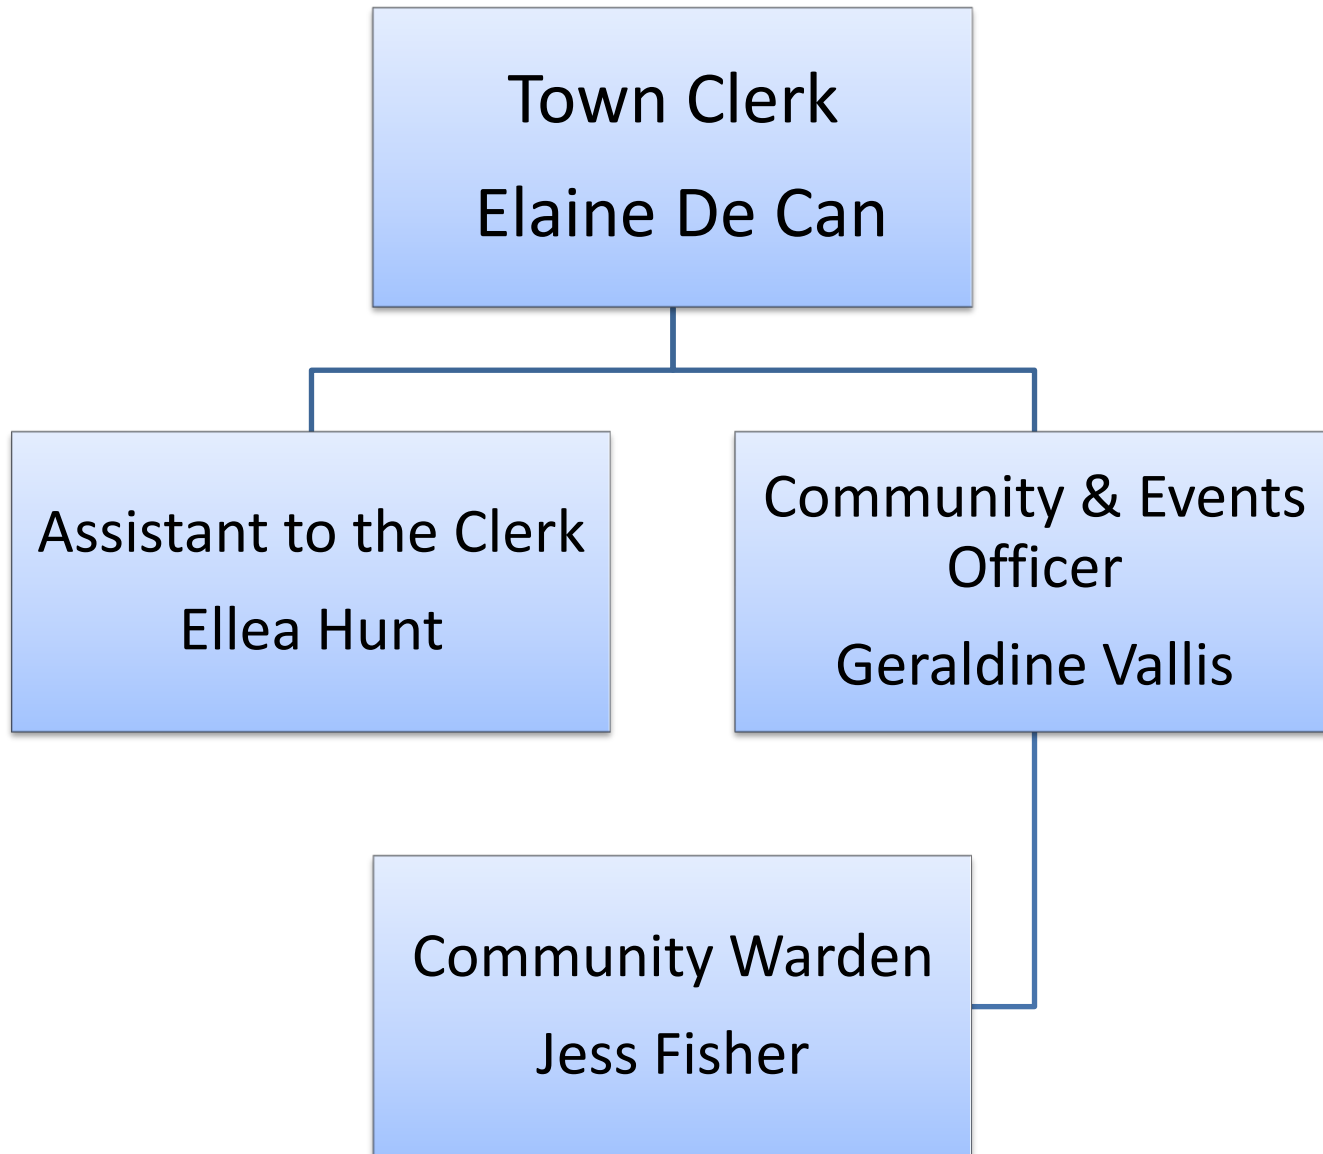 Town Clerk
Elaine De Can
Assistant to the Clerk
Ellea Hunt
Community & Events
Officer
Geraldine Vallis
Community Warden
Jess Fisher